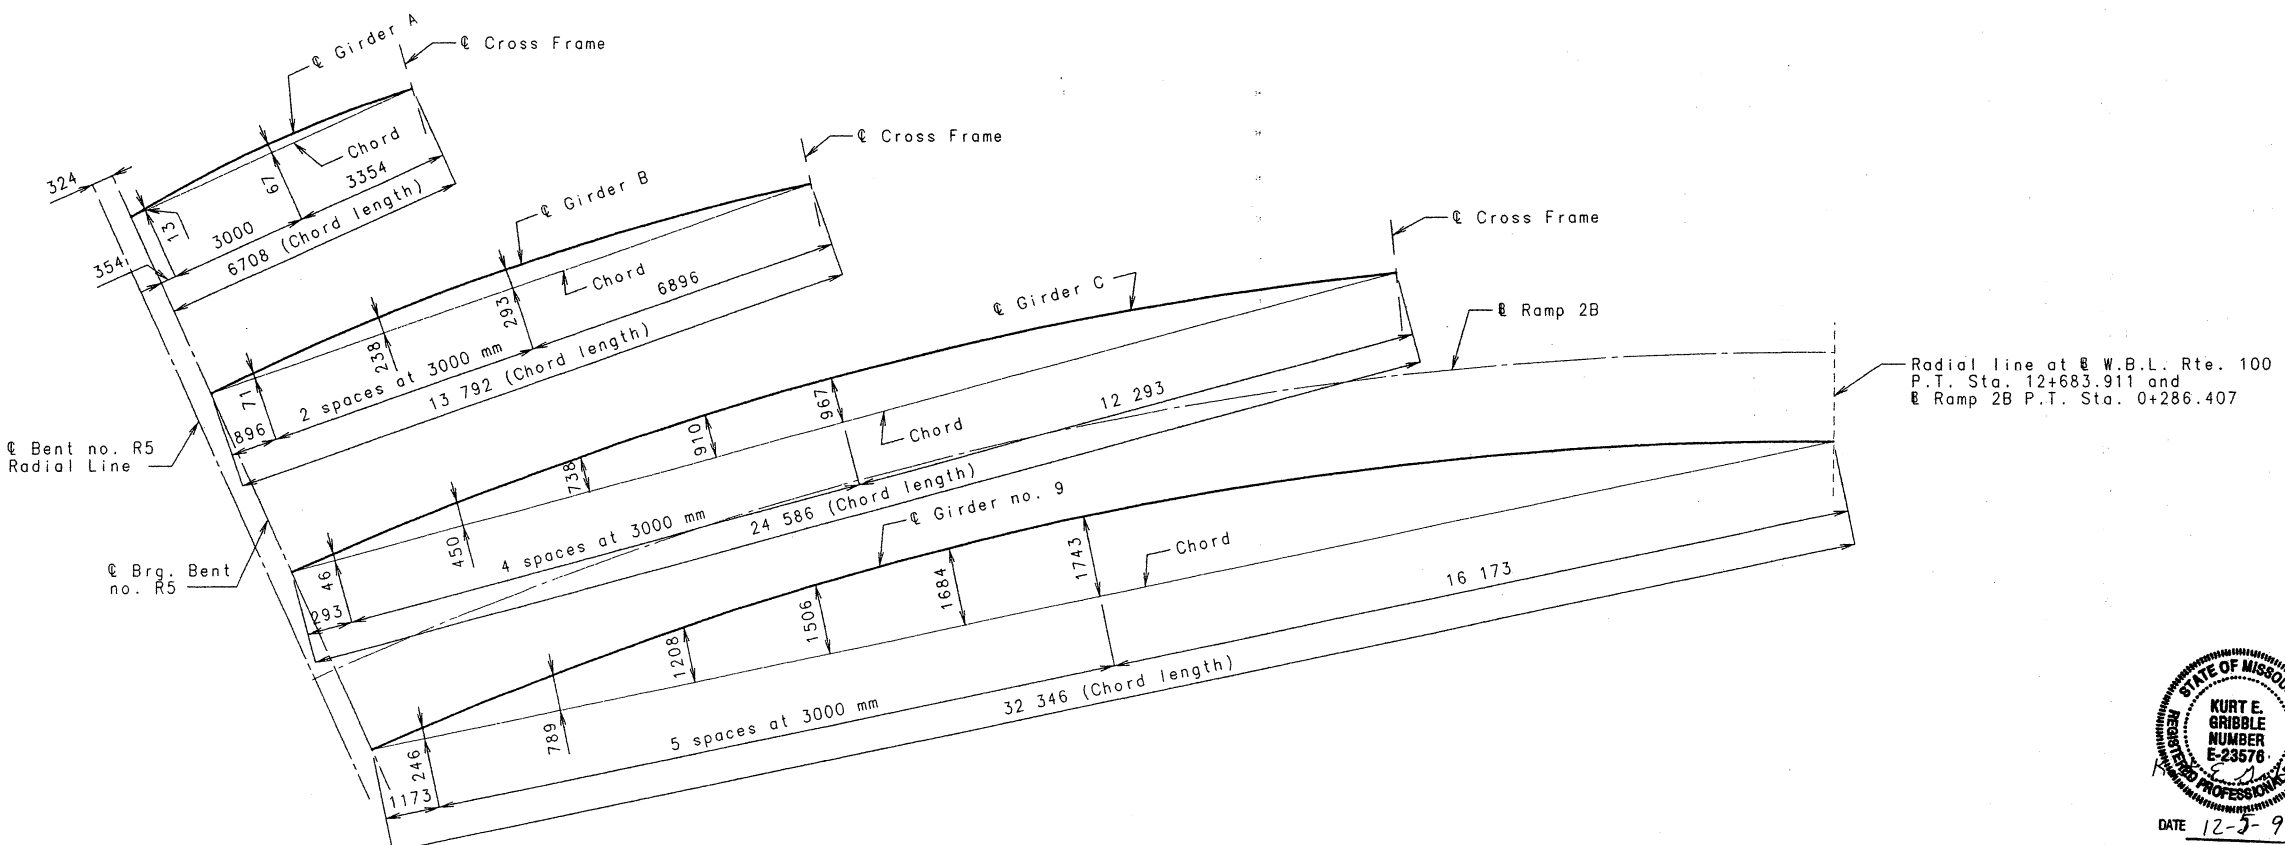 ℄ Girder A
℄ Cross Frame
Chord
324
67
3354
13
3000
6708 (Chord length)
354
℄ Cross Frame
℄ Girder B
Chord
6896
293
238
2 spaces at 3000 mm
71
13 792 (Chord length)
896
℄ Cross Frame
℄ Girder C
℄ Ramp 2B
Radial line at ℄ W.B.L. Rte. 100
P.T. Sta. 12+683.911 and
℄ Ramp 2B P.T. Sta. 0+286.407
12 293
967
Chord
910
738
℄ Bent no. R5
Radial Line
24 586 (Chord length)
4 spaces at 3000 mm
450
46
293
℄ Girder no. 9
℄ Brg. Bent
no. R5
Chord
1743
16 173
1684
1506
1208
32 346 (Chord length)
5 spaces at 3000 mm
789
246
1173
STATE OF
KURT E.
GRIBBLE
NUMBER
E-23576
REGISTERED PROFESSIONAL
DATE 12-5-9